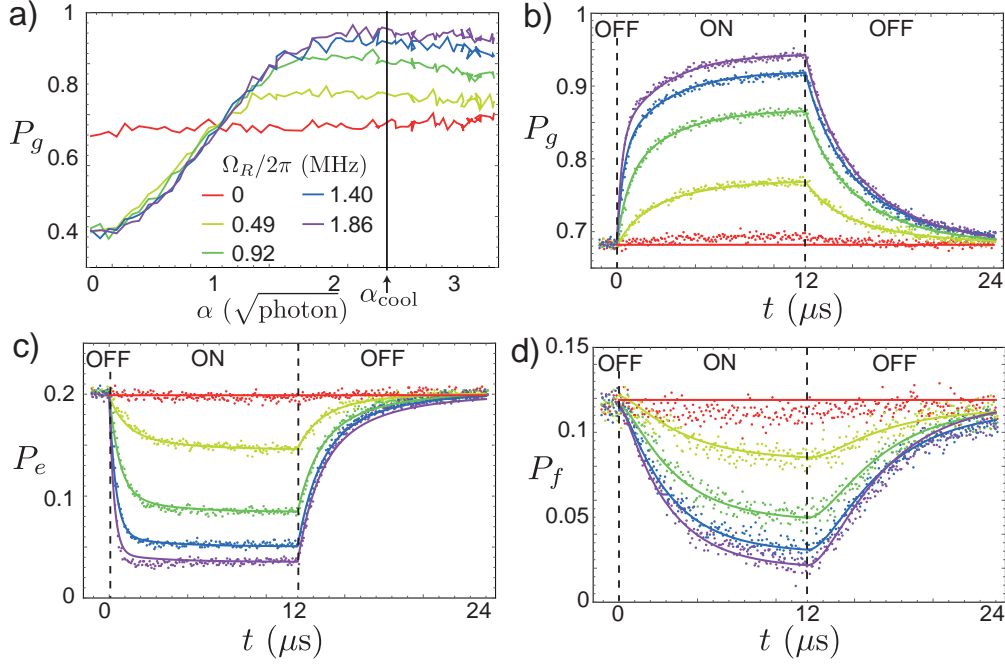 a)
P_g
1
0.8
0.6
0.4
Ω_R/2π (MHz)
0
0.49
0.92
1.40
1.86
0 1 2 3
α (√photon)
α_cool
b)
OFF ON OFF
P_g
0.9
0.8
0.7
0 12 24
t (μs)
c)
OFF ON OFF
P_e
0.2
0.1
0
0 12 24
t (μs)
d)
OFF ON OFF
P_f
0.15
0.1
0.05
0
0 12 24
t (μs)